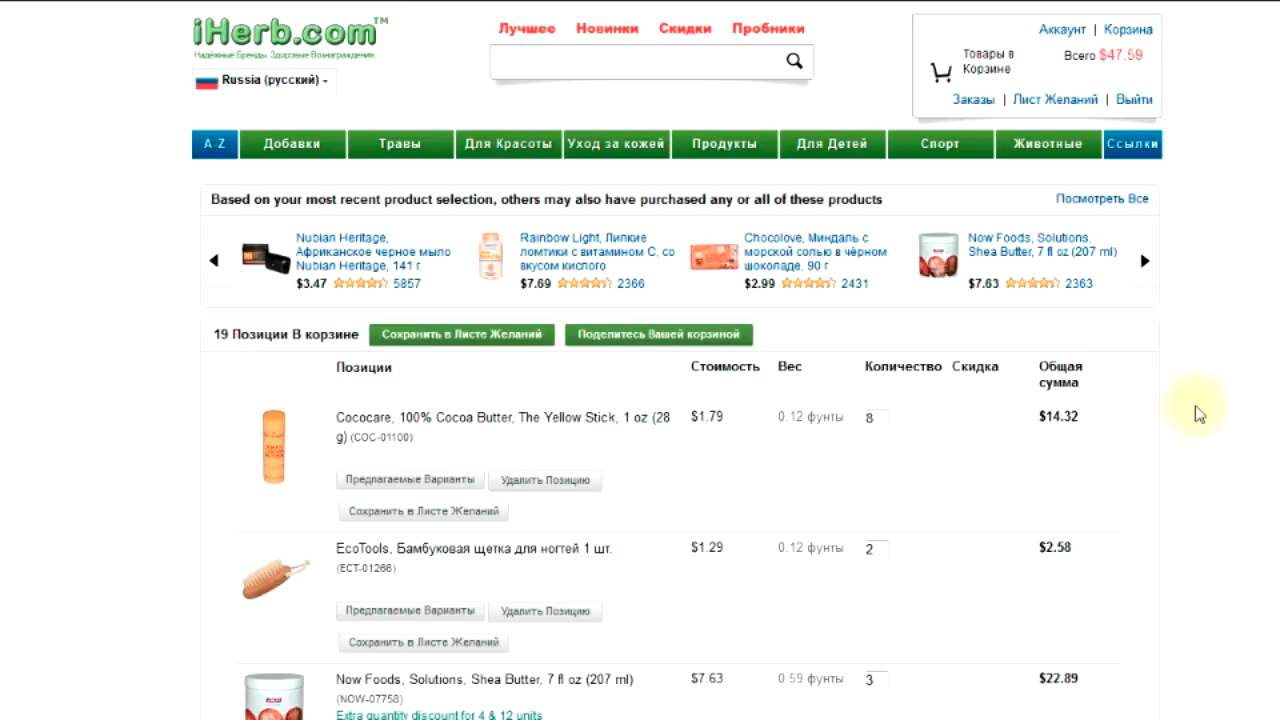 iHerb.com™
Надёжные Бренды. Здоровые Вознаграждения.
Russia (русский)
Лучшее Новинки Скидки Пробники
Аккаунт | Корзина
Товары в Корзине
Всего $47.59
Заказы | Лист Желаний | Выйти
A-Z Добавки Травы Для Красоты Уход за кожей Продукты Для Детей Спорт Животные Ссылки
Based on your most recent product selection, others may also have purchased any or all of these products
Посмотреть Все
Nubian Heritage,
Африканское черное мыло
Nubian Heritage, 141 г.
$3.47 5857
Rainbow Light, Липкие
ломтики с витамином C, со
вкусом кислого
$7.69 2366
Chocolove, Миндаль с
морской солью в чёрном
шоколаде, 90 г
$2.99 2431
Now Foods, Solutions,
Shea Butter, 7 fl oz (207 ml)
$7.63 2363
19 Позиции В корзине Сохранить в Листе Желаний Поделитесь Вашей корзиной
Позиции Стоимость Вес Количество Скидка Общая сумма
Cococare, 100% Cocoa Butter, The Yellow Stick, 1 oz (28 $1.79 0.12 фунты 8 $14.32
g) (COC-01100)
Предлагаемые Варианты Удалить Позицию
Сохранить в Листе Желаний
EcoTools, Бамбуковая щетка для ногтей 1 шт. $1.29 0.12 фунты 2 $2.58
(ECT-01266)
Предлагаемые Варианты Удалить Позицию
Сохранить в Листе Желаний
Now Foods, Solutions, Shea Butter, 7 fl oz (207 ml) $7.63 0.59 фунты 3 $22.89
(NOW-07758)
Extra quantity discount for 4 & 12 units
now